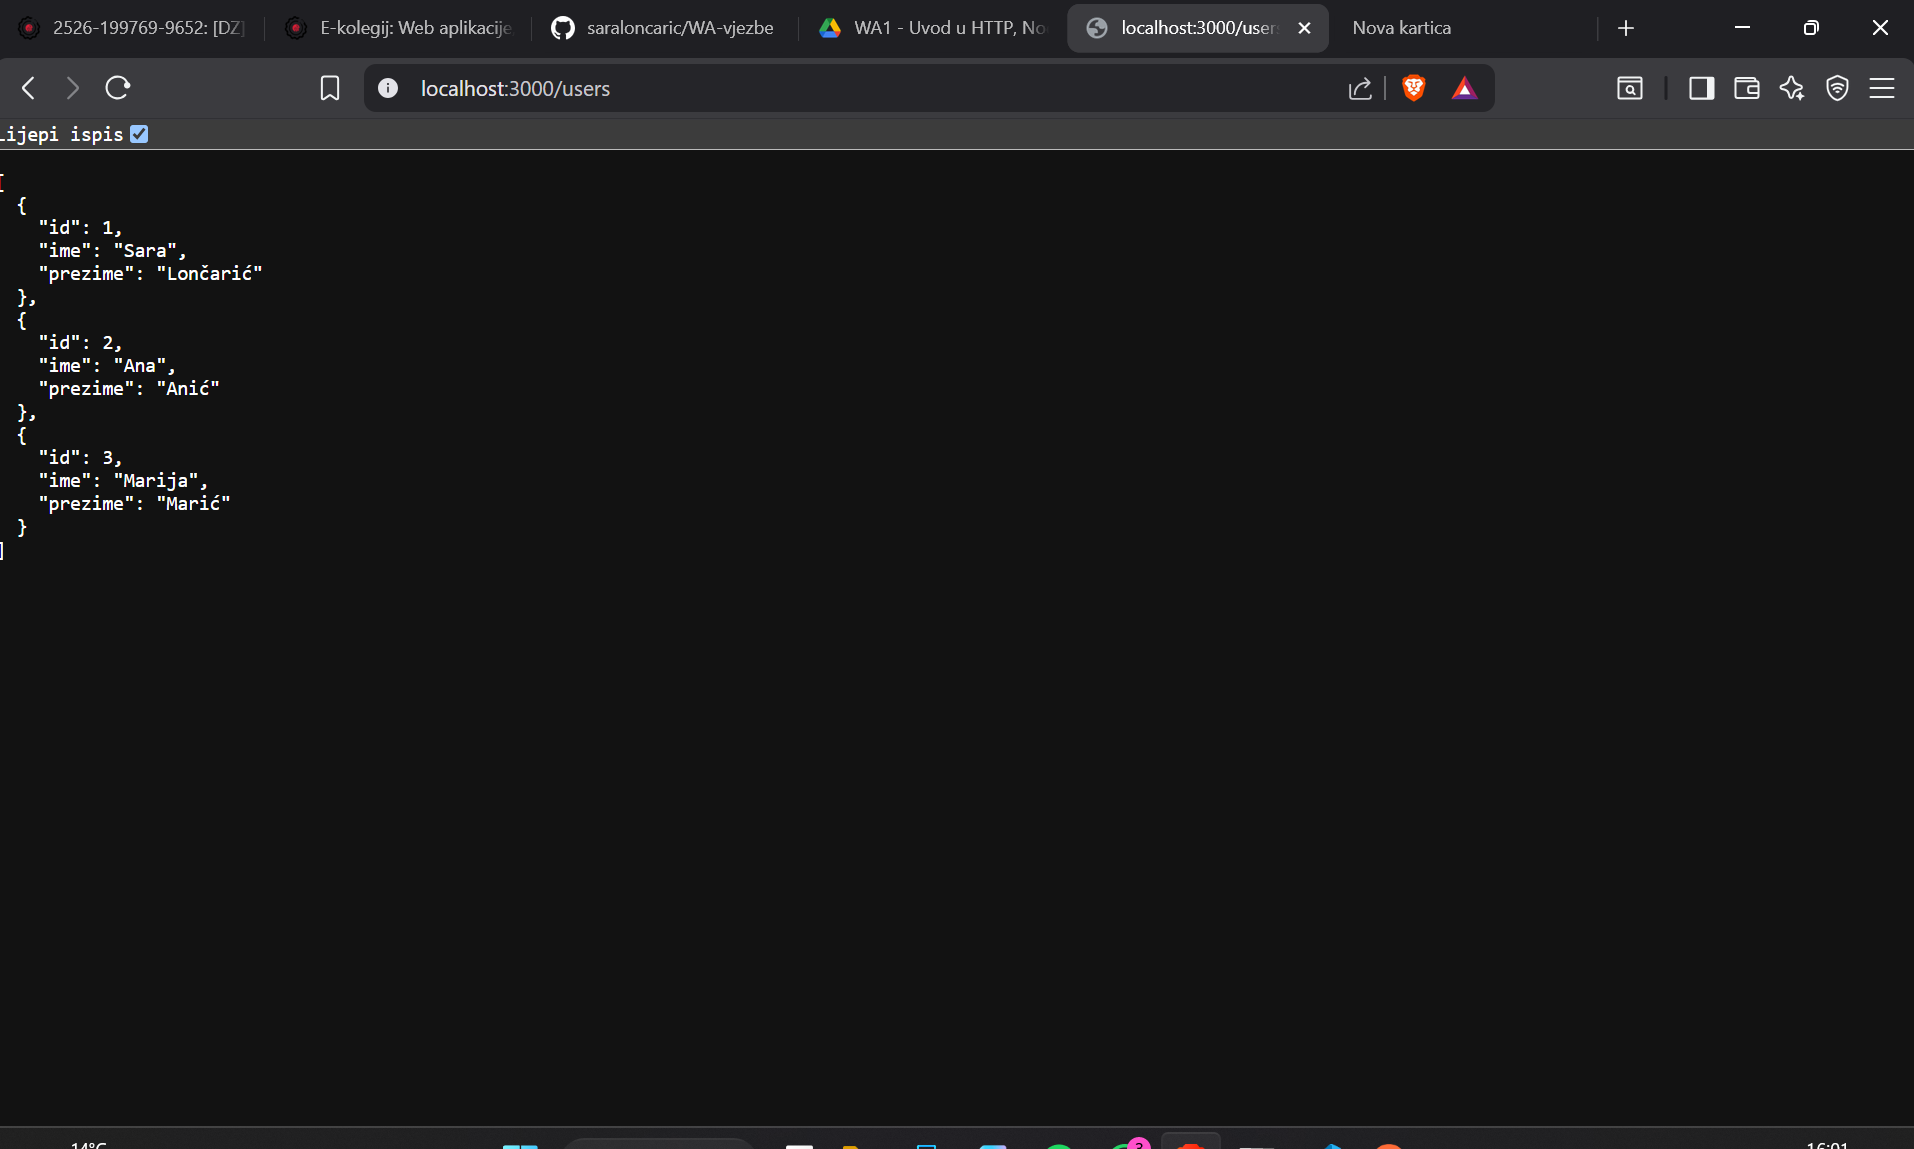 2526-199769-9652: [DZ]
E-kolegij: Web aplikacije
saraloncaric/WA-vjezbe
WA1 - Uvod u HTTP, No
localhost:3000/users
Nova kartica
localhost:3000/users
Lijepi ispis
[
{
"id": 1,
"ime": "Sara",
"prezime": "Lončarić"
},
{
"id": 2,
"ime": "Ana",
"prezime": "Anić"
},
{
"id": 3,
"ime": "Marija",
"prezime": "Marić"
}
]
14°C
3
16:01